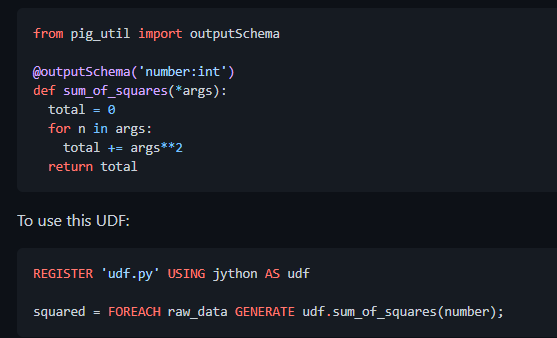 from pig_util import outputSchema
@outputSchema('number:int')
def sum_of_squares(*args):
  total = 0
  for n in args:
    total += args**2
  return total
To use this UDF:
REGISTER 'udf.py' USING jython AS udf
squared = FOREACH raw_data GENERATE udf.sum_of_squares(number);